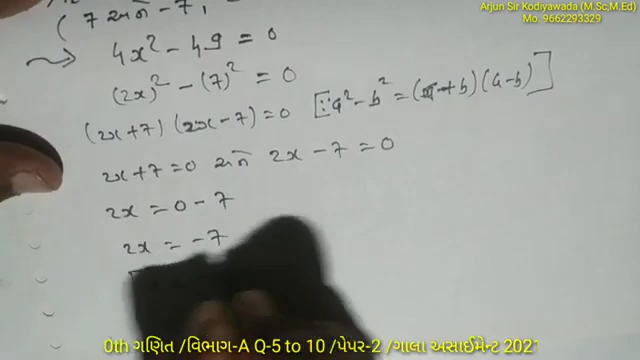 Arjun Sir Kodiyawada (M.Sc,M.Ed)
Mo: 9662293329
( 7 અને -7,
4x² - 49 = 0
(2x)² - (7)² = 0
(2x+7) (2x-7) = 0 [∵ a² - b² = (a+b) (a-b)]
2x+7 = 0 અને 2x - 7 = 0
2x = 0 - 7
2x = -7
0th ગણિત /વિભાગ-A Q-5 to 10 /પેપર-2 /ગાલા અસાઈમેન્ટ 2021